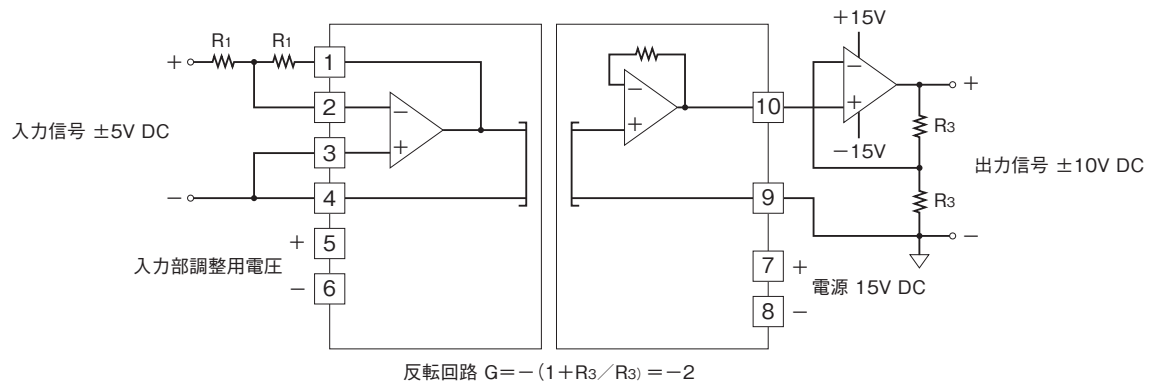 +15V
R1
R1
+
1
2
−
+
3
4
入力信号 ±5V DC
−
+
5
入力部調整用電圧
−
6
−
+
10
9
−
+
−15V
+
R3
出力信号 ±10V DC
R3
−
7
+
電源 15V DC
8
−
反転回路 G=−(1+R3/R3)=−2